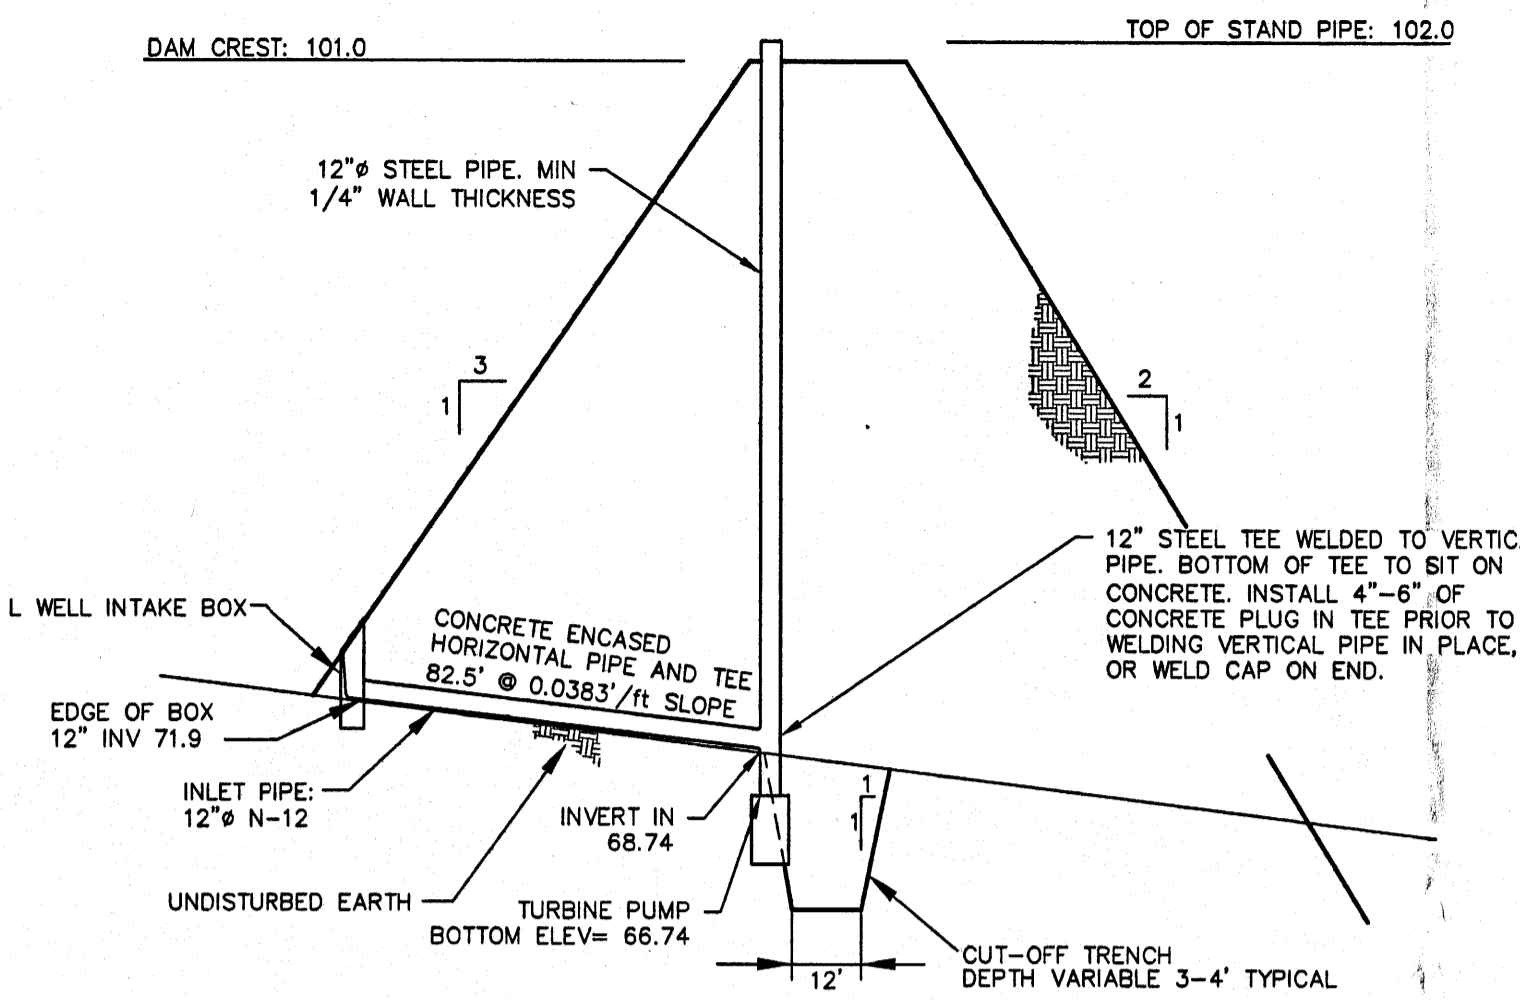 DAM CREST: 101.0
TOP OF STAND PIPE: 102.0
12"ø STEEL PIPE. MIN
1/4" WALL THICKNESS
3
1
2
1
12" STEEL TEE WELDED TO
PIPE. BOTTOM OF TEE TO SIT ON
CONCRETE. INSTALL 4"-6" OF
CONCRETE PLUG IN TEE PRIOR TO
WELDING VERTICAL PIPE IN PLACE,
OR WELD CAP ON END.
L WELL INTAKE BOX
CONCRETE ENCASED
HORIZONTAL PIPE AND TEE
82.5' @ 0.0383'/ft SLOPE
EDGE OF BOX
12" INV 71.9
INLET PIPE:
12"ø N-12
INVERT IN
68.74
1
1
UNDISTURBED EARTH
TURBINE PUMP
BOTTOM ELEV= 66.74
12'
CUT-OFF TRENCH
DEPTH VARIABLE 3-4' TYPICAL